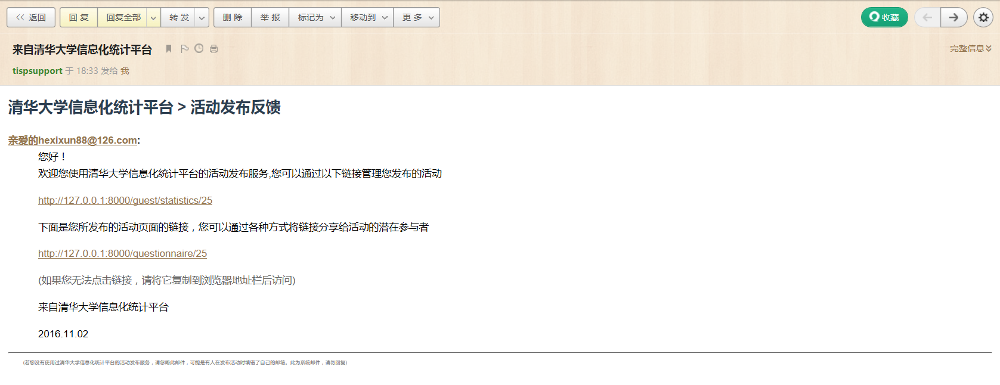 << 返回 回 复 回复全部 转 发 删 除 举 报 标记为 移动到 更 多 收藏
来自清华大学信息化统计平台 完整信息
tispsupport 于 18:33 发给 我
清华大学信息化统计平台 > 活动发布反馈
亲爱的hexixun88@126.com:
您好！
欢迎您使用清华大学信息化统计平台的活动发布服务,您可以通过以下链接管理您发布的活动
http://127.0.0.1:8000/guest/statistics/25
下面是您所发布的活动页面的链接，您可以通过各种方式将链接分享给活动的潜在参与者
http://127.0.0.1:8000/questionnaire/25
(如果您无法点击链接，请将它复制到浏览器地址栏后访问)
来自清华大学信息化统计平台
2016.11.02
(若您没有使用过清华大学信息化统计平台的活动发布服务，请忽略此邮件，可能是有人在发布活动时填错了自己的邮箱。此为系统邮件，请勿回复)